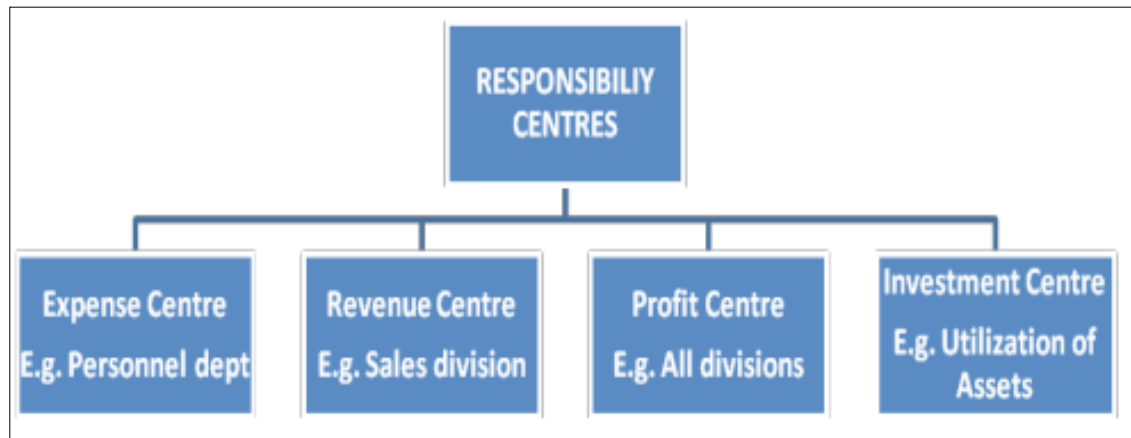 RESPONSIBILIY
CENTRES
Expense Centre
E.g. Personnel dept
Revenue Centre
E.g. Sales division
Profit Centre
E.g. All divisions
Investment Centre
E.g. Utilization of
Assets